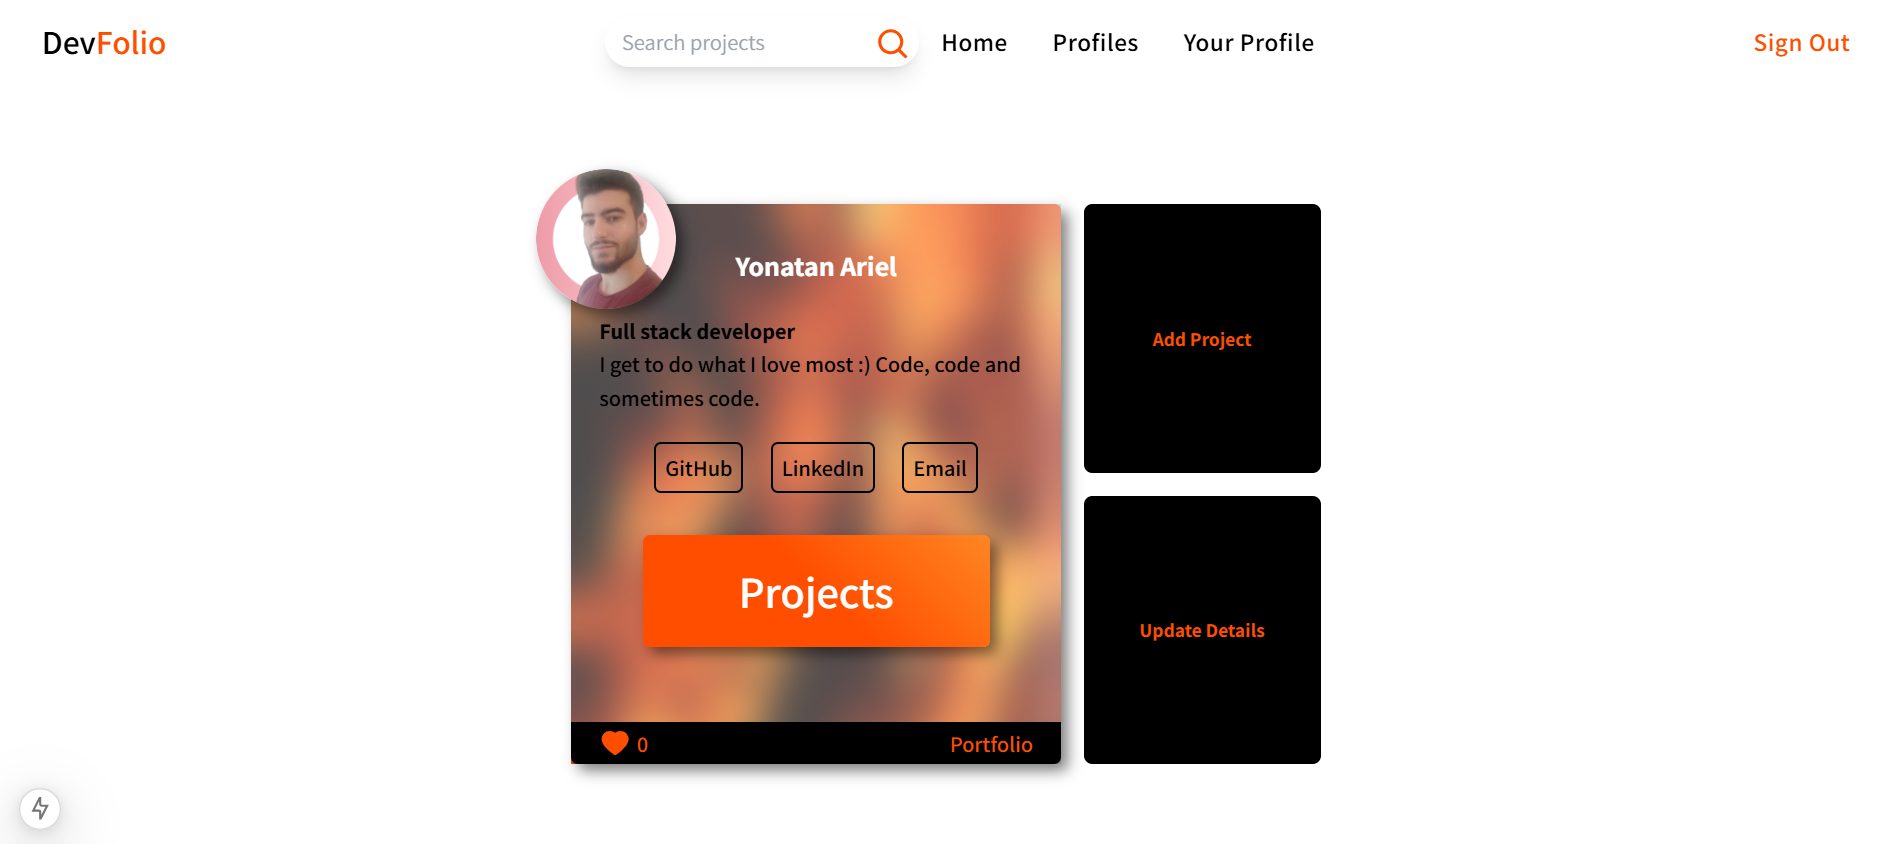 DevFolio
Search projects
Home
Profiles
Your Profile
Sign Out
Yonatan Ariel
Full stack developer
I get to do what I love most :) Code, code and
sometimes code.
GitHub
LinkedIn
Email
Projects
0
Portfolio
Add Project
Update Details